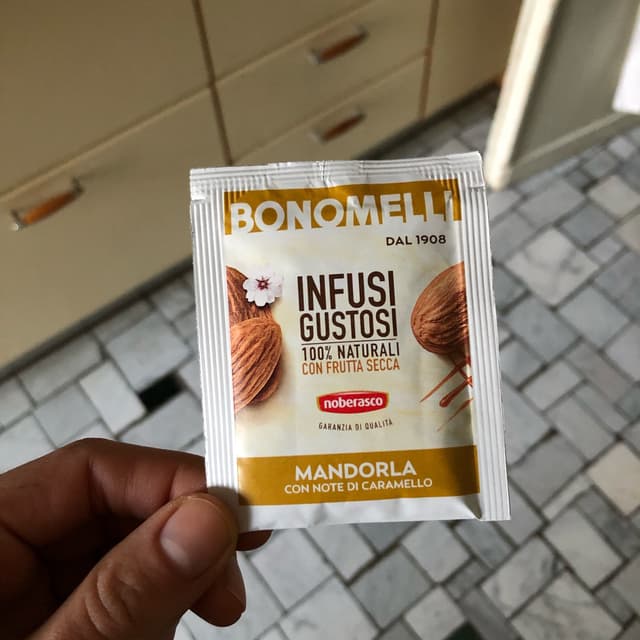 BONOMELLI
DAL 1908
INFUSI
GUSTOSI
100% NATURALI
CON FRUTTA SECCA
noberasco
GARANZIA DI QUALITÀ
MANDORLA
CON NOTE DI CARAMELLO